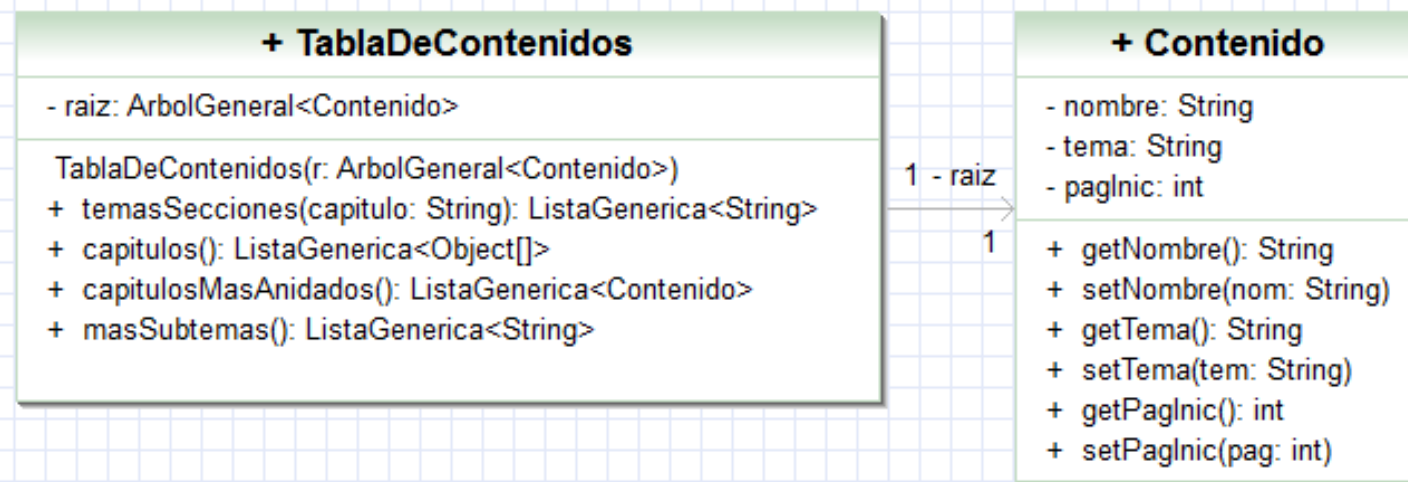 + TablaDeContenidos
- raiz: ArbolGeneral<Contenido>
TablaDeContenidos(r: ArbolGeneral<Contenido>)
+ temasSecciones(capitulo: String): ListaGenerica<String>
+ capitulos(): ListaGenerica<Object[]>
+ capitulosMasAnidados(): ListaGenerica<Contenido>
+ masSubtemas(): ListaGenerica<String>
1 - raiz
1
+ Contenido
- nombre: String
- tema: String
- pagInic: int
+ getNombre(): String
+ setNombre(nom: String)
+ getTema(): String
+ setTema(tem: String)
+ getPagInic(): int
+ setPagInic(pag: int)